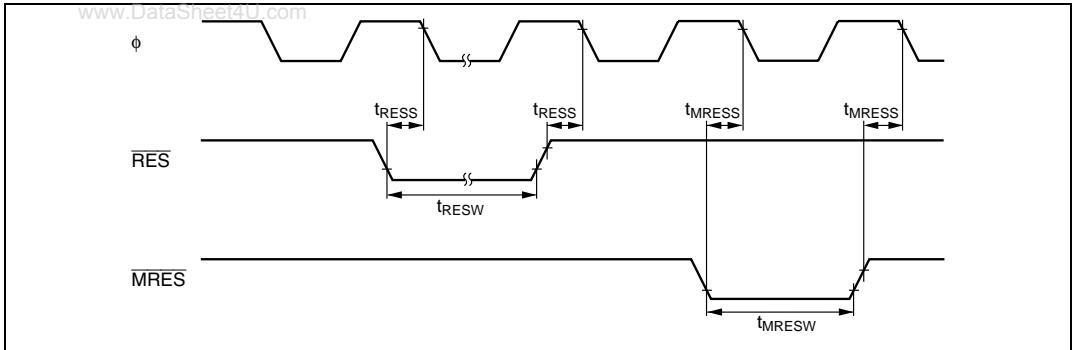 www.DataSheet4U.com
ϕ
tRESS tRESS tMRESS tMRESS
RES
tRESW
MRES
tMRESW